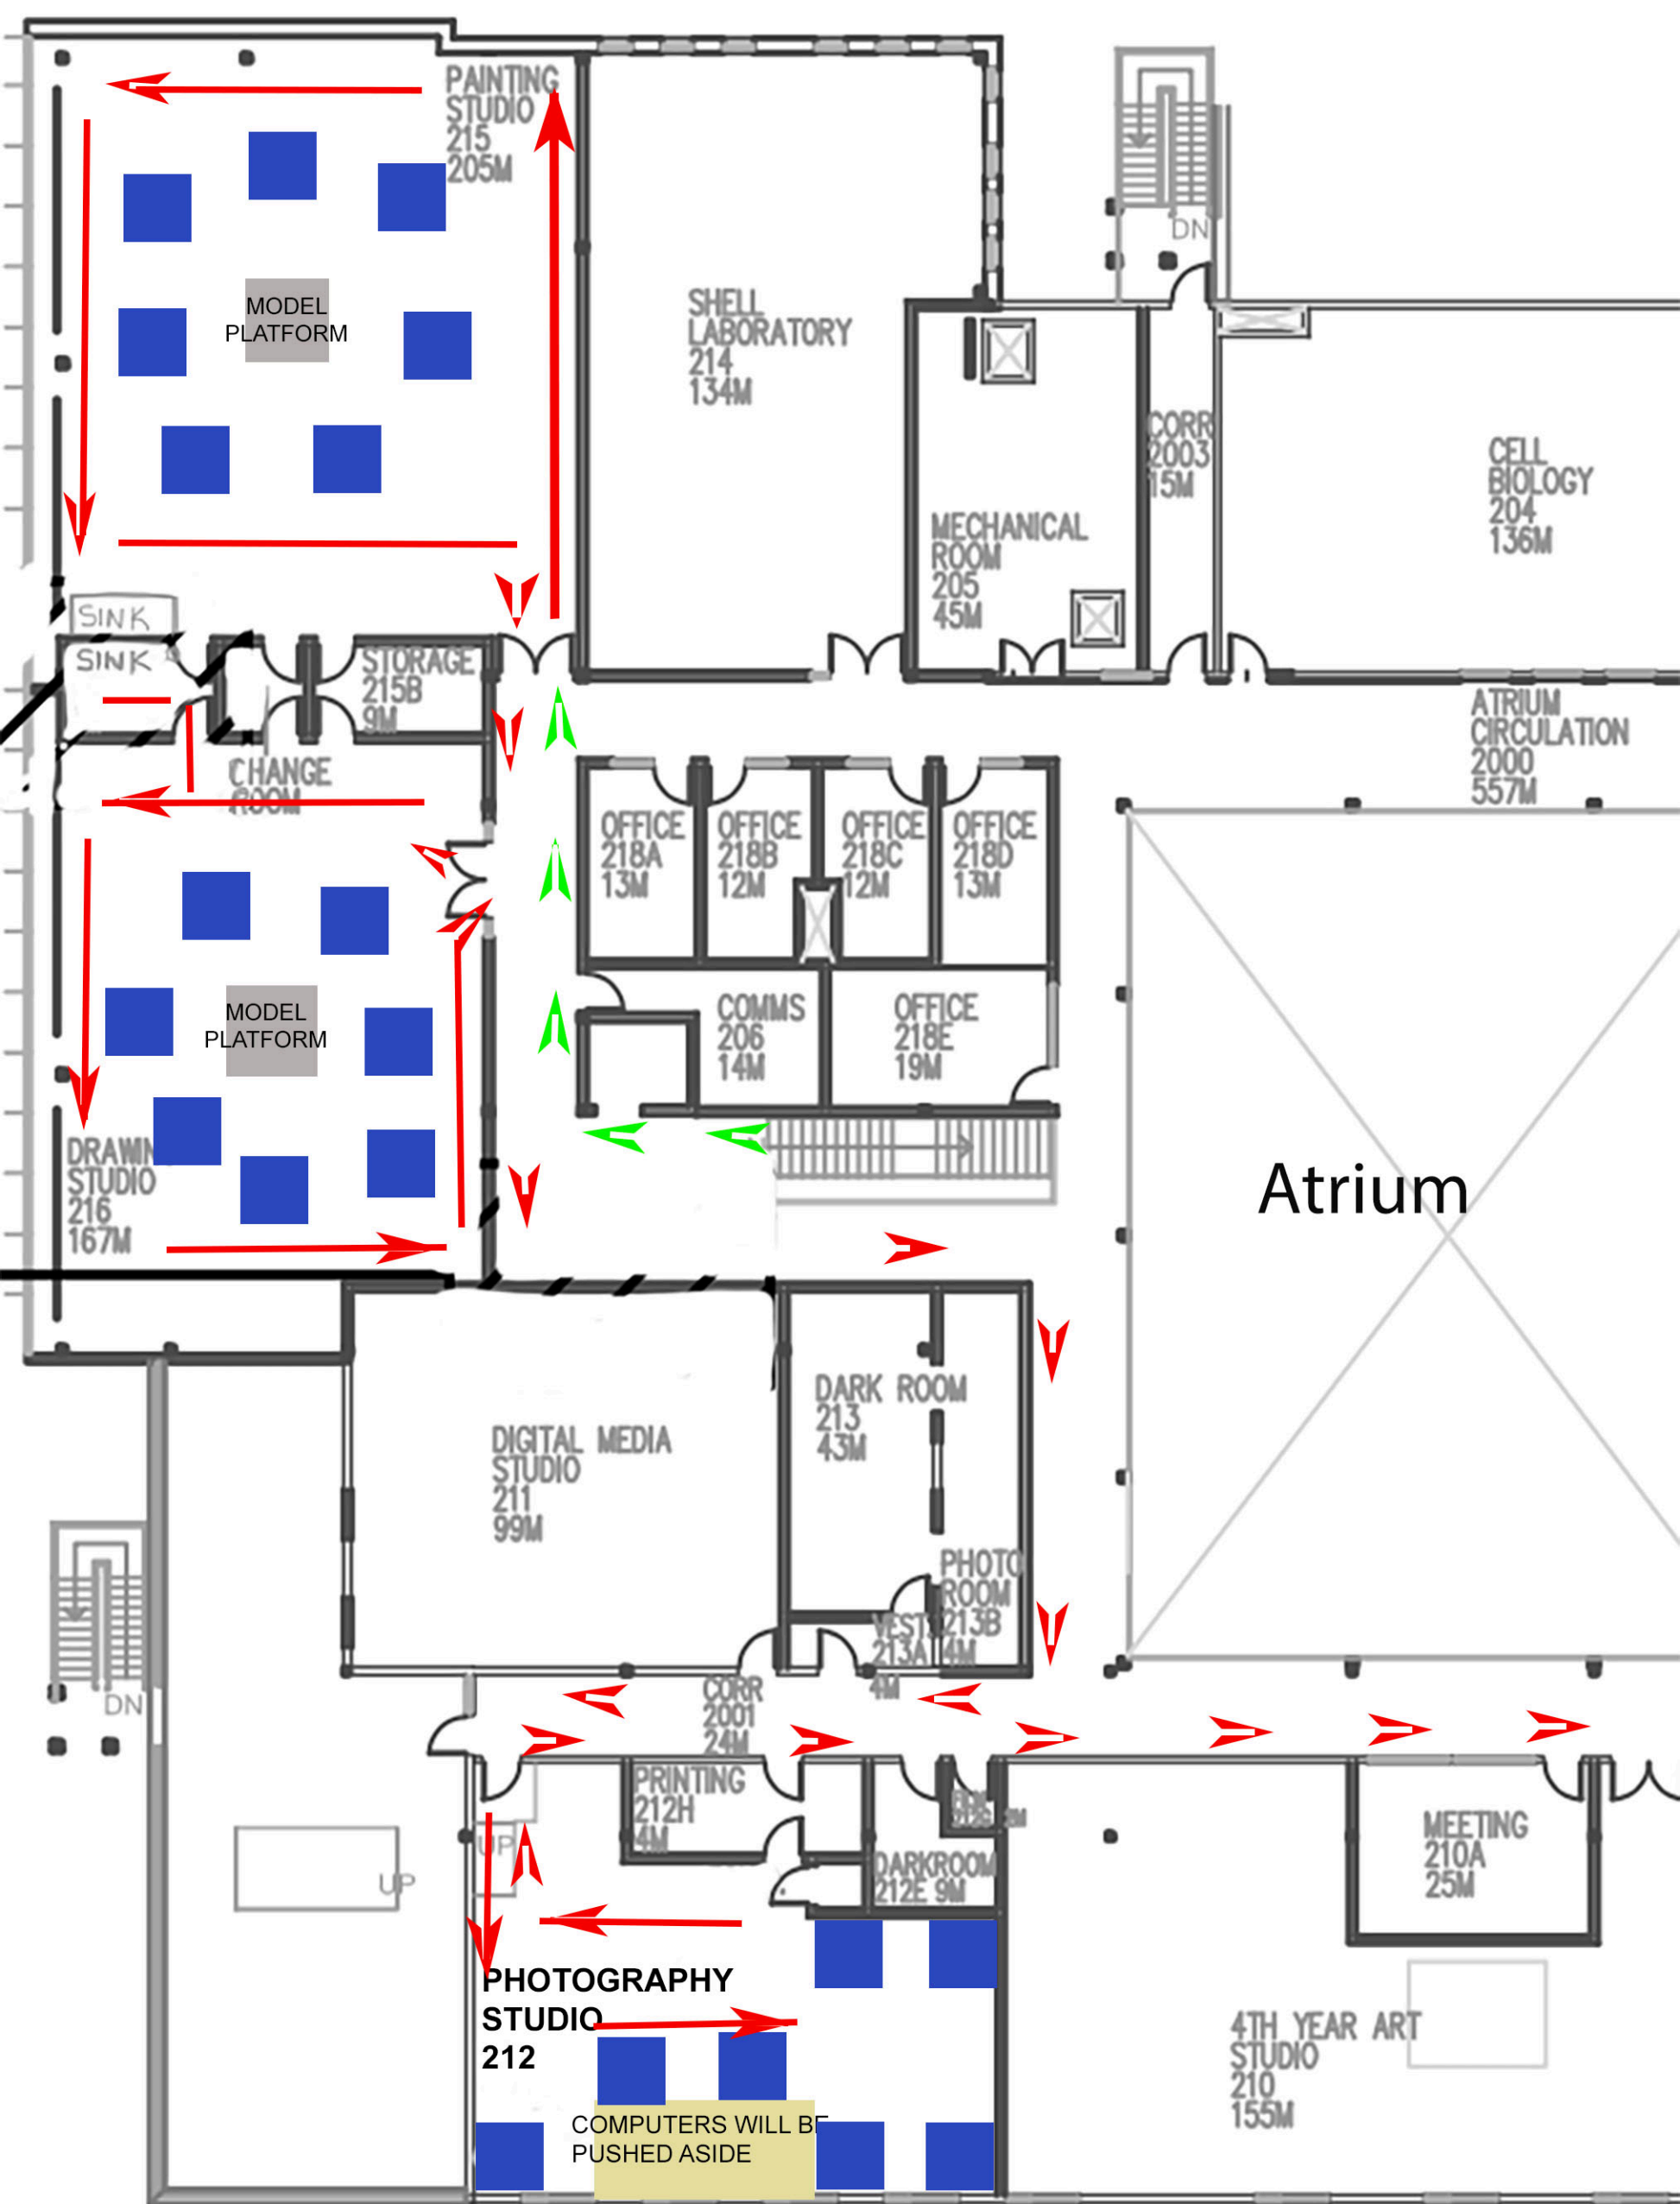 PAINTING
STUDIO
215
205M
MODEL
PLATFORM
SHELL
LABORATORY
214
134M
DN
CORR
2003
15M
CELL
BIOLOGY
204
136M
MECHANICAL
ROOM
205
45M
SINK
SINK
STORAGE
215B
9M
CHANGE
ROOM
ATRIUM
CIRCULATION
2000
557M
OFFICE
218A
13M
OFFICE
218B
12M
OFFICE
218C
12M
OFFICE
218D
13M
MODEL
PLATFORM
COMMS
206
14M
OFFICE
218E
19M
DRAWIN
STUDIO
216
167M
Atrium
DARK ROOM
213
43M
DIGITAL MEDIA
STUDIO
211
99M
PHOTO
ROOM
213B
4M
VEST.
213A
4M
DN
CORR
2001
24M
PRINTING
212H
4M
UP
UP
DARKROOM
212E 9M
MEETING
210A
25M
PHOTOGRAPHY
STUDIO
212
4TH YEAR ART
STUDIO
210
155M
COMPUTERS WILL BE
PUSHED ASIDE